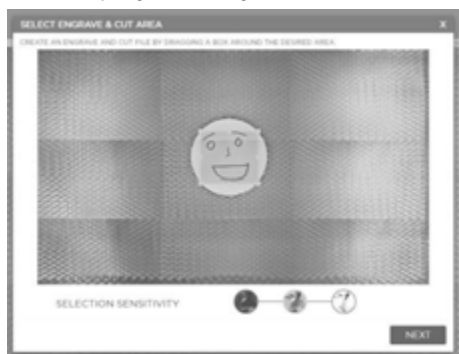 SELECT ENGRAVE & CUT AREA X
CREATE AN ENGRAVE AND CUT FILE BY DRAGGING A BOX AROUND THE DESIRED AREA.
SELECTION SENSITIVITY
NEXT